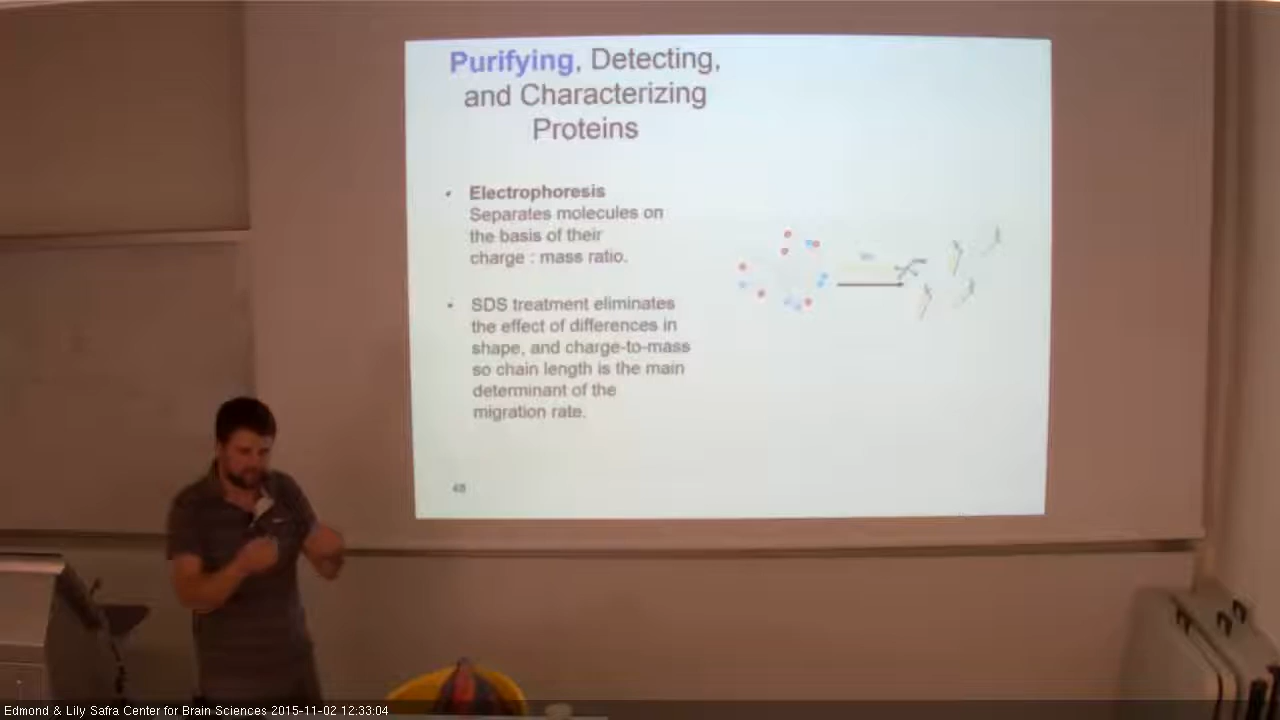 Purifying, Detecting,
and Characterizing
Proteins
• Electrophoresis
Separates molecules on
the basis of their
charge : mass ratio.
• SDS treatment eliminates
the effect of differences in
shape, and charge-to-mass
so chain length is the main
determinant of the
migration rate.
48
Edmond & Lily Safra Center for Brain Sciences 2015-11-02 12:33:04